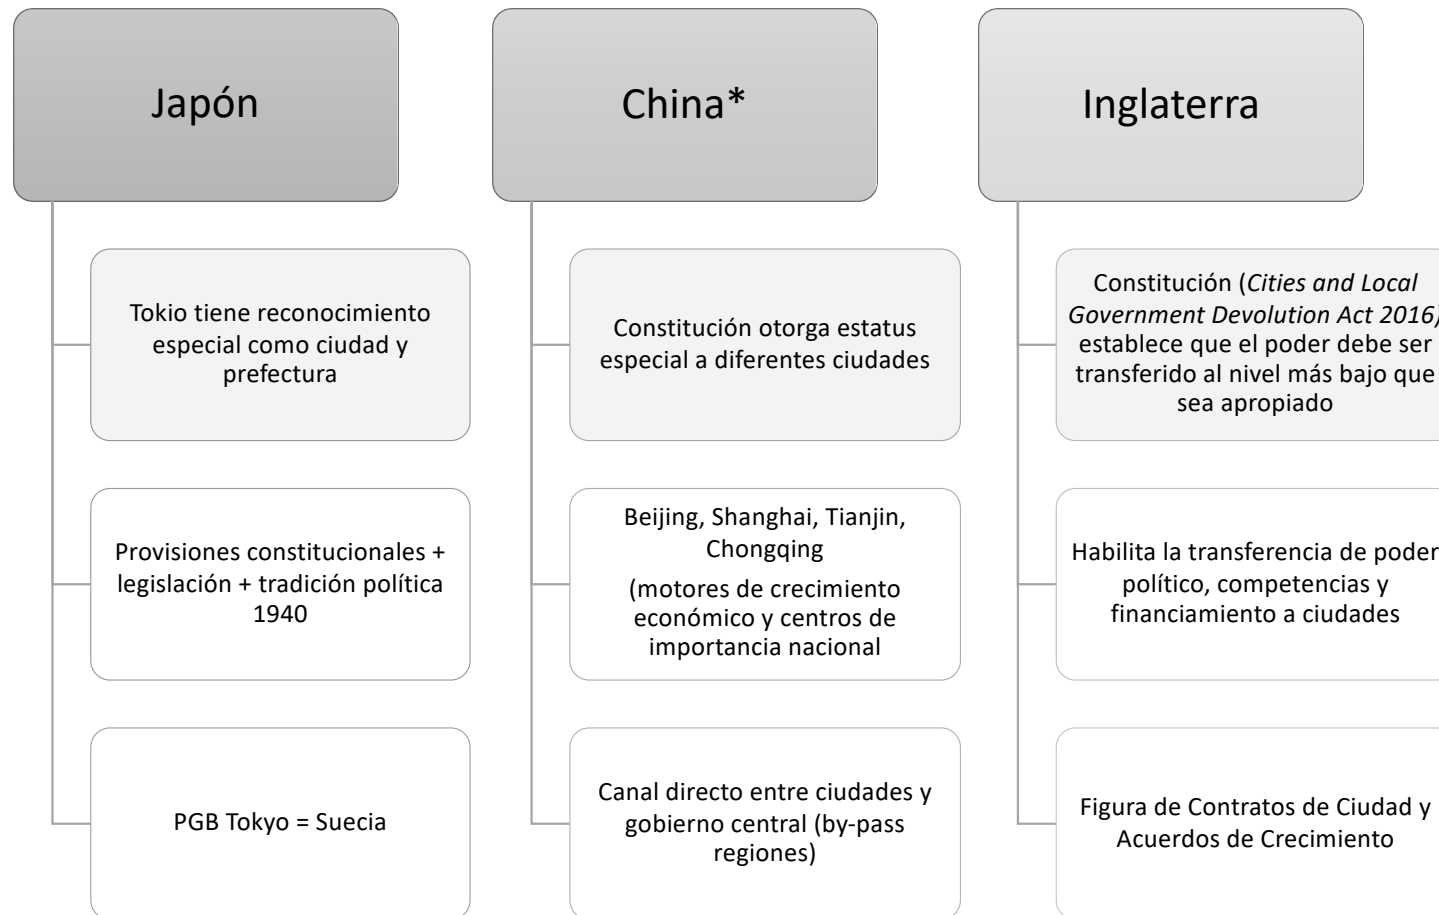 Japón
Tokio tiene reconocimiento
especial como ciudad y
prefectura
Provisiones constitucionales +
legislación + tradición política
1940
PGB Tokyo = Suecia
China*
Constitución otorga estatus
especial a diferentes ciudades
Beijing, Shanghai, Tianjin,
Chongqing
(motores de crecimiento
económico y centros de
importancia nacional
Canal directo entre ciudades y
gobierno central (by-pass
regiones)
Inglaterra
Constitución (Cities and Local
Government Devolution Act 2016)
establece que el poder debe ser
transferido al nivel más bajo que
sea apropiado
Habilita la transferencia de poder
político, competencias y
financiamiento a ciudades
Figura de Contratos de Ciudad y
Acuerdos de Crecimiento